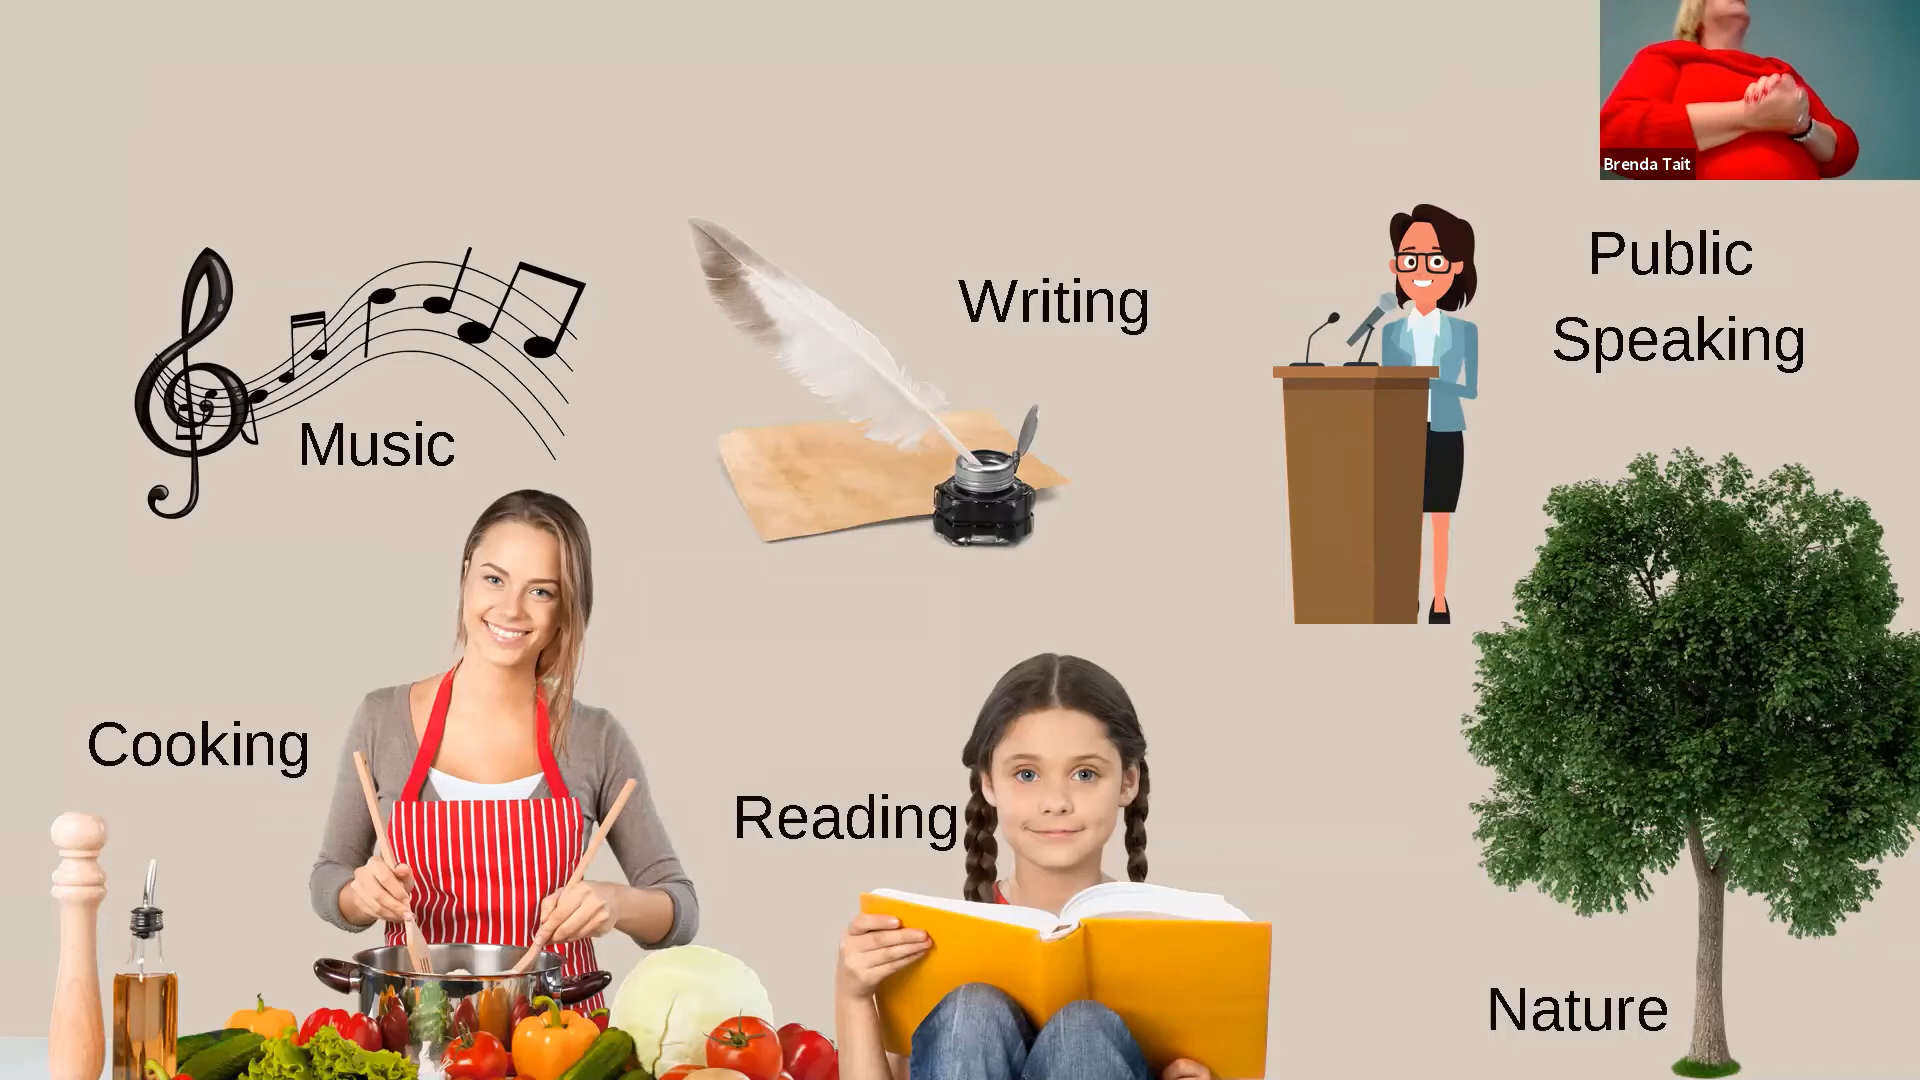 Brenda Tait
Music
Writing
Public
Speaking
Cooking
Reading
Nature